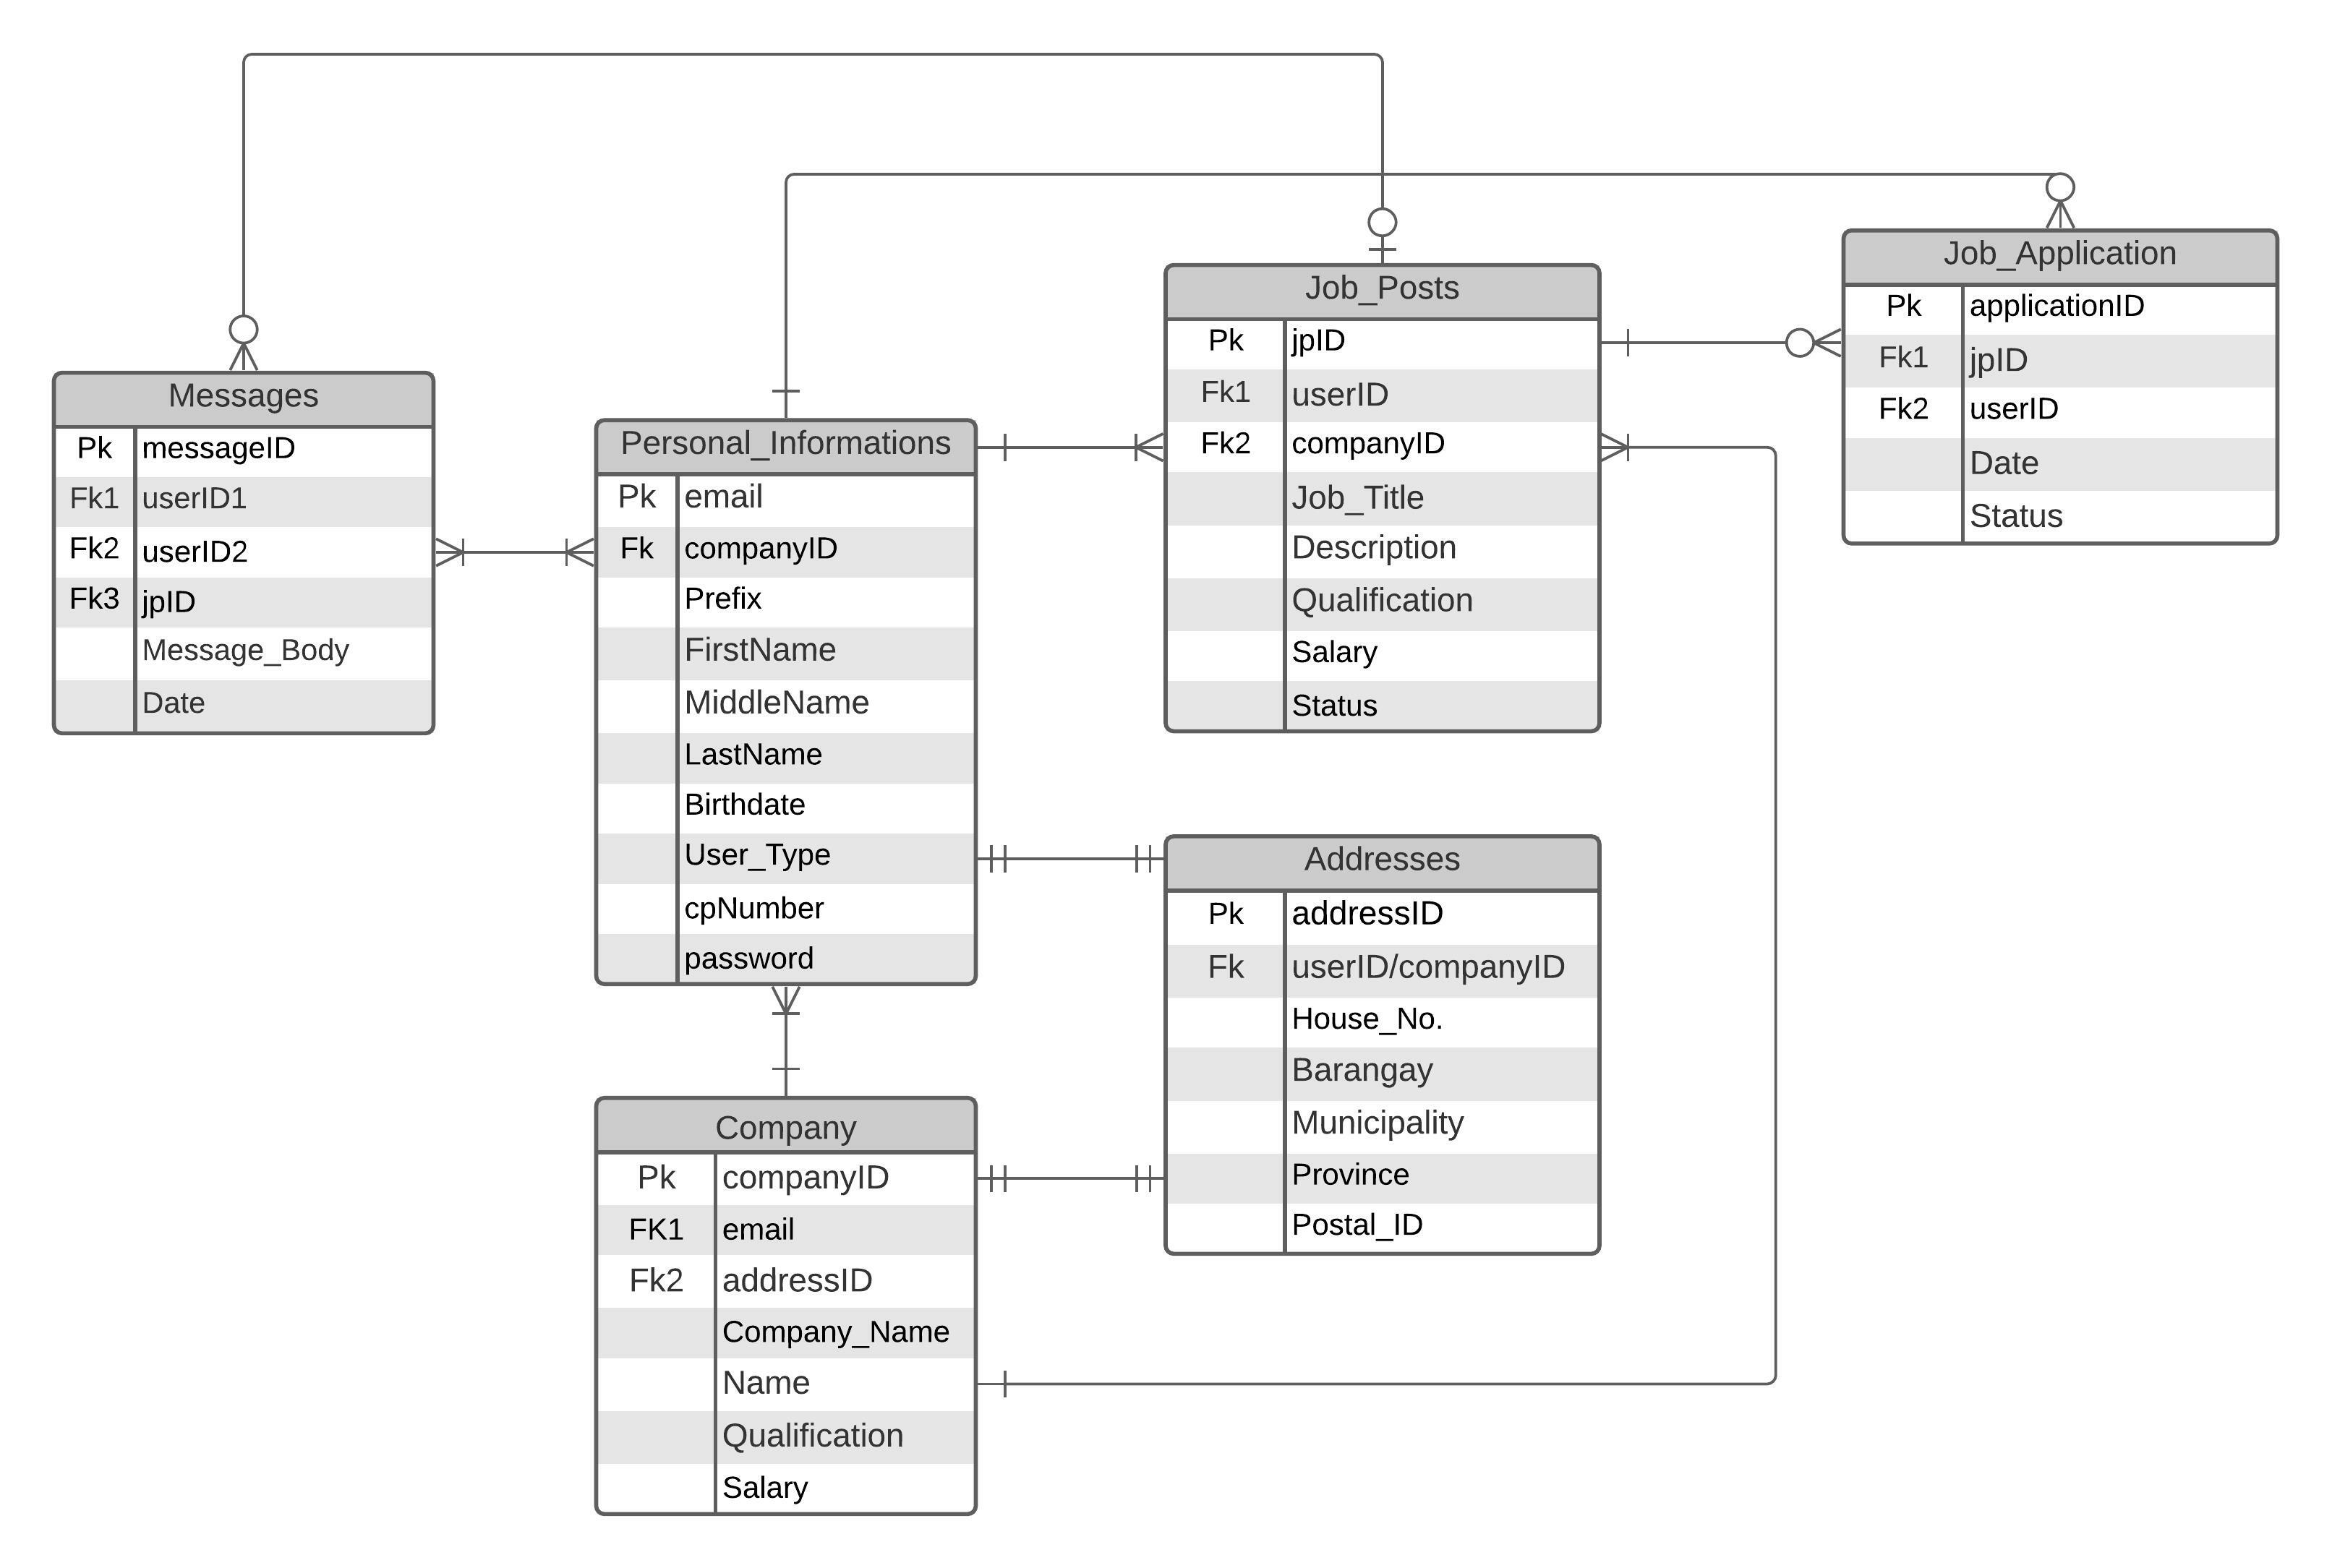 Messages
Pk messageID
Fk1 userID1
Fk2 userID2
Fk3 jpID
Message_Body
Date
Personal_Informations
Pk email
Fk companyID
Prefix
FirstName
MiddleName
LastName
Birthdate
User_Type
cpNumber
password
Job_Posts
Pk jpID
Fk1 userID
Fk2 companyID
Job_Title
Description
Qualification
Salary
Status
Job_Application
Pk applicationID
Fk1 jpID
Fk2 userID
Date
Status
Addresses
Pk addressID
Fk userID/companyID
House_No.
Barangay
Municipality
Province
Postal_ID
Company
Pk companyID
FK1 email
Fk2 addressID
Company_Name
Name
Qualification
Salary